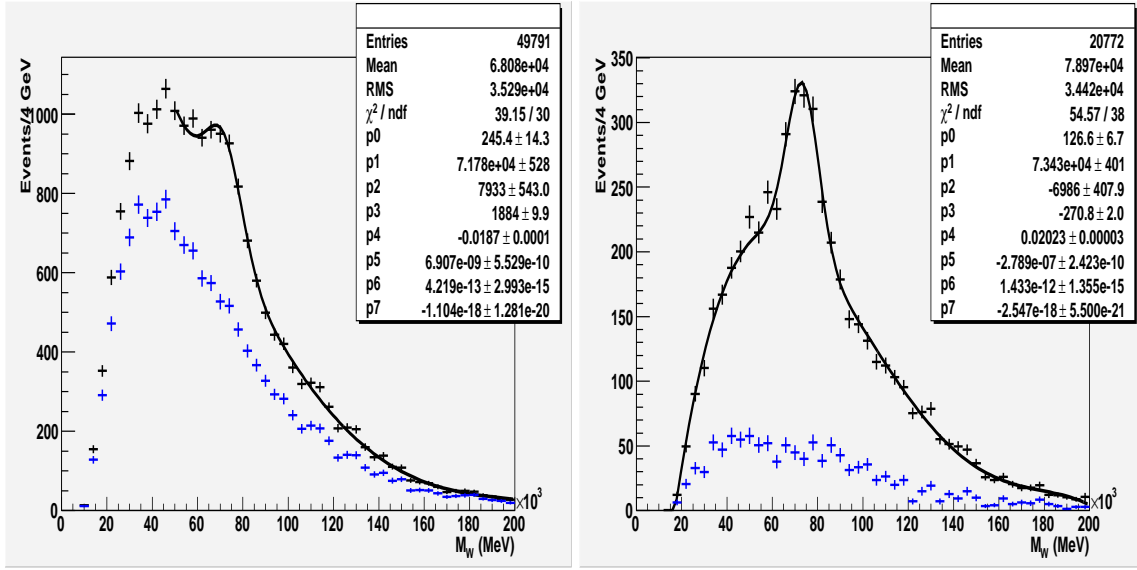 Entries 49791
Mean 6.808e+04
RMS 3.529e+04
χ² / ndf 39.15 / 30
p0 245.4 ± 14.3
p1 7.178e+04 ± 528
p2 7933 ± 543.0
p3 1884 ± 9.9
p4 -0.0187 ± 0.0001
p5 6.907e-09 ± 5.529e-10
p6 4.219e-13 ± 2.993e-15
p7 -1.104e-18 ± 1.281e-20
Events/4 GeV
1000
800
600
400
200
0
0 20 40 60 80 100 120 140 160 180 200
×10³
M_W (MeV)
Entries 20772
Mean 7.897e+04
RMS 3.442e+04
χ² / ndf 54.57 / 38
p0 126.6 ± 6.7
p1 7.343e+04 ± 401
p2 -6986 ± 407.9
p3 -270.8 ± 2.0
p4 0.02023 ± 0.00003
p5 -2.789e-07 ± 2.423e-10
p6 1.433e-12 ± 1.355e-15
p7 -2.547e-18 ± 5.500e-21
Events/4 GeV
350
300
250
200
150
100
50
0
0 20 40 60 80 100 120 140 160 180 200
×10³
M_W (MeV)